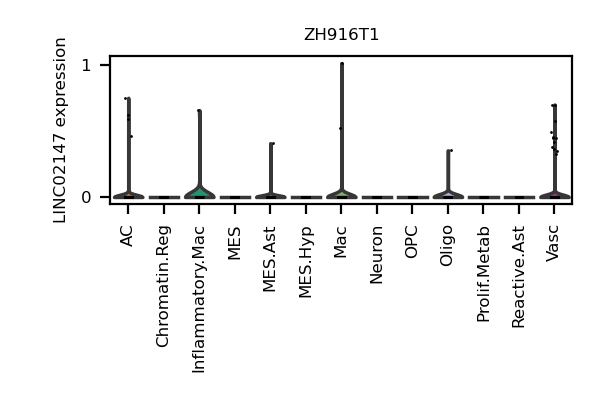 ZH916T1
LINC02147 expression
1
0
AC
Chromatin.Reg
Inflammatory.Mac
MES
MES.Ast
MES.Hyp
Mac
Neuron
OPC
Oligo
Prolif.Metab
Reactive.Ast
Vasc